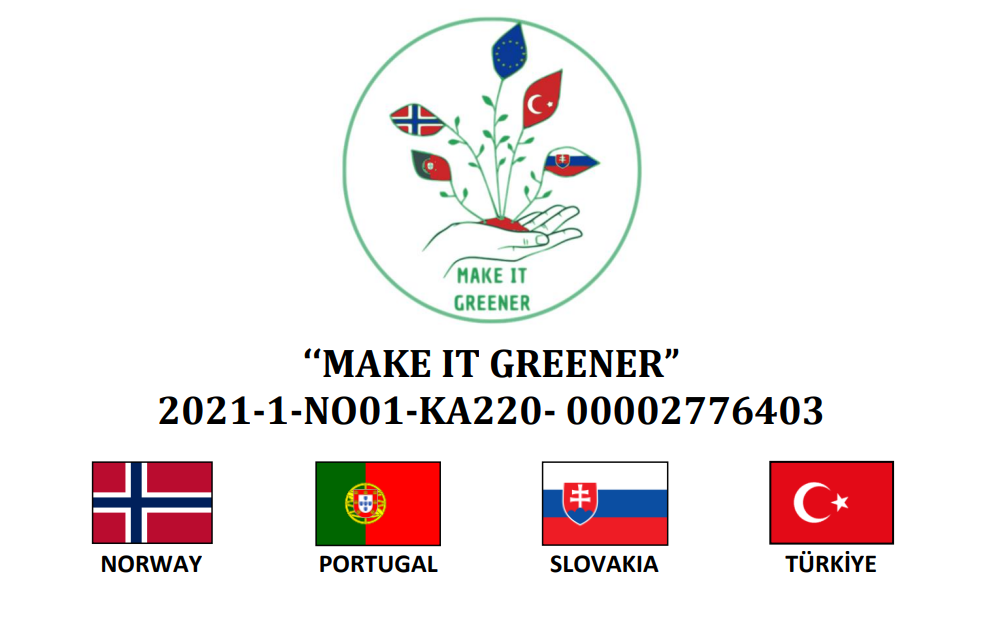 MAKE IT
GREENER
‘‘MAKE IT GREENER”
2021-1-NO01-KA220- 00002776403
NORWAY PORTUGAL SLOVAKIA TÜRKİYE